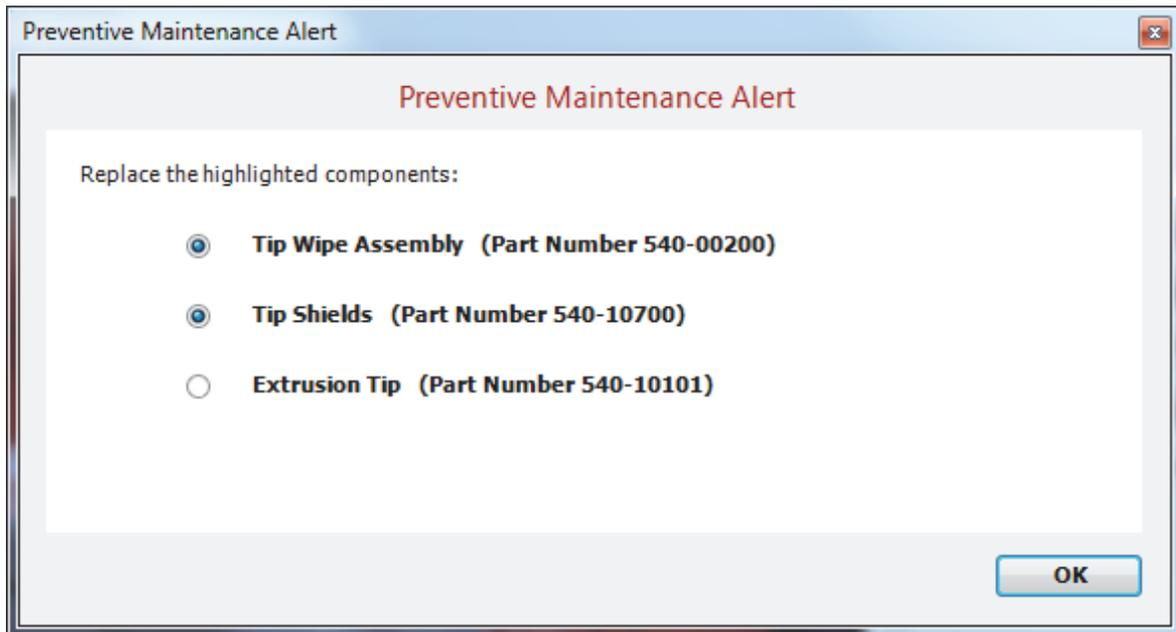 Preventive Maintenance Alert
Preventive Maintenance Alert
Replace the highlighted components:
Tip Wipe Assembly (Part Number 540-00200)
Tip Shields (Part Number 540-10700)
Extrusion Tip (Part Number 540-10101)
OK